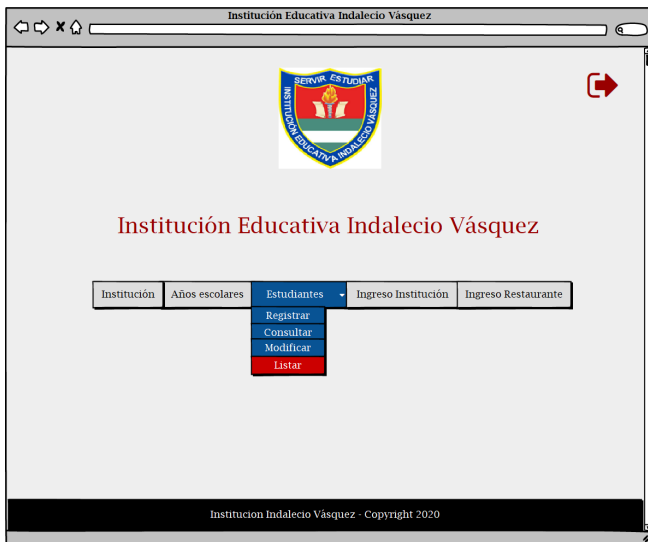 Institución Educativa Indalecio Vásquez
SERVIR ESTUDIAR
INSTITUCIÓN EDUCATIVA INDALECIO VÁSQUEZ
Institución Educativa Indalecio Vásquez
Institución Años escolares Estudiantes Ingreso Institución Ingreso Restaurante
Registrar
Consultar
Modificar
Listar
Institucion Indalecio Vásquez - Copyright 2020